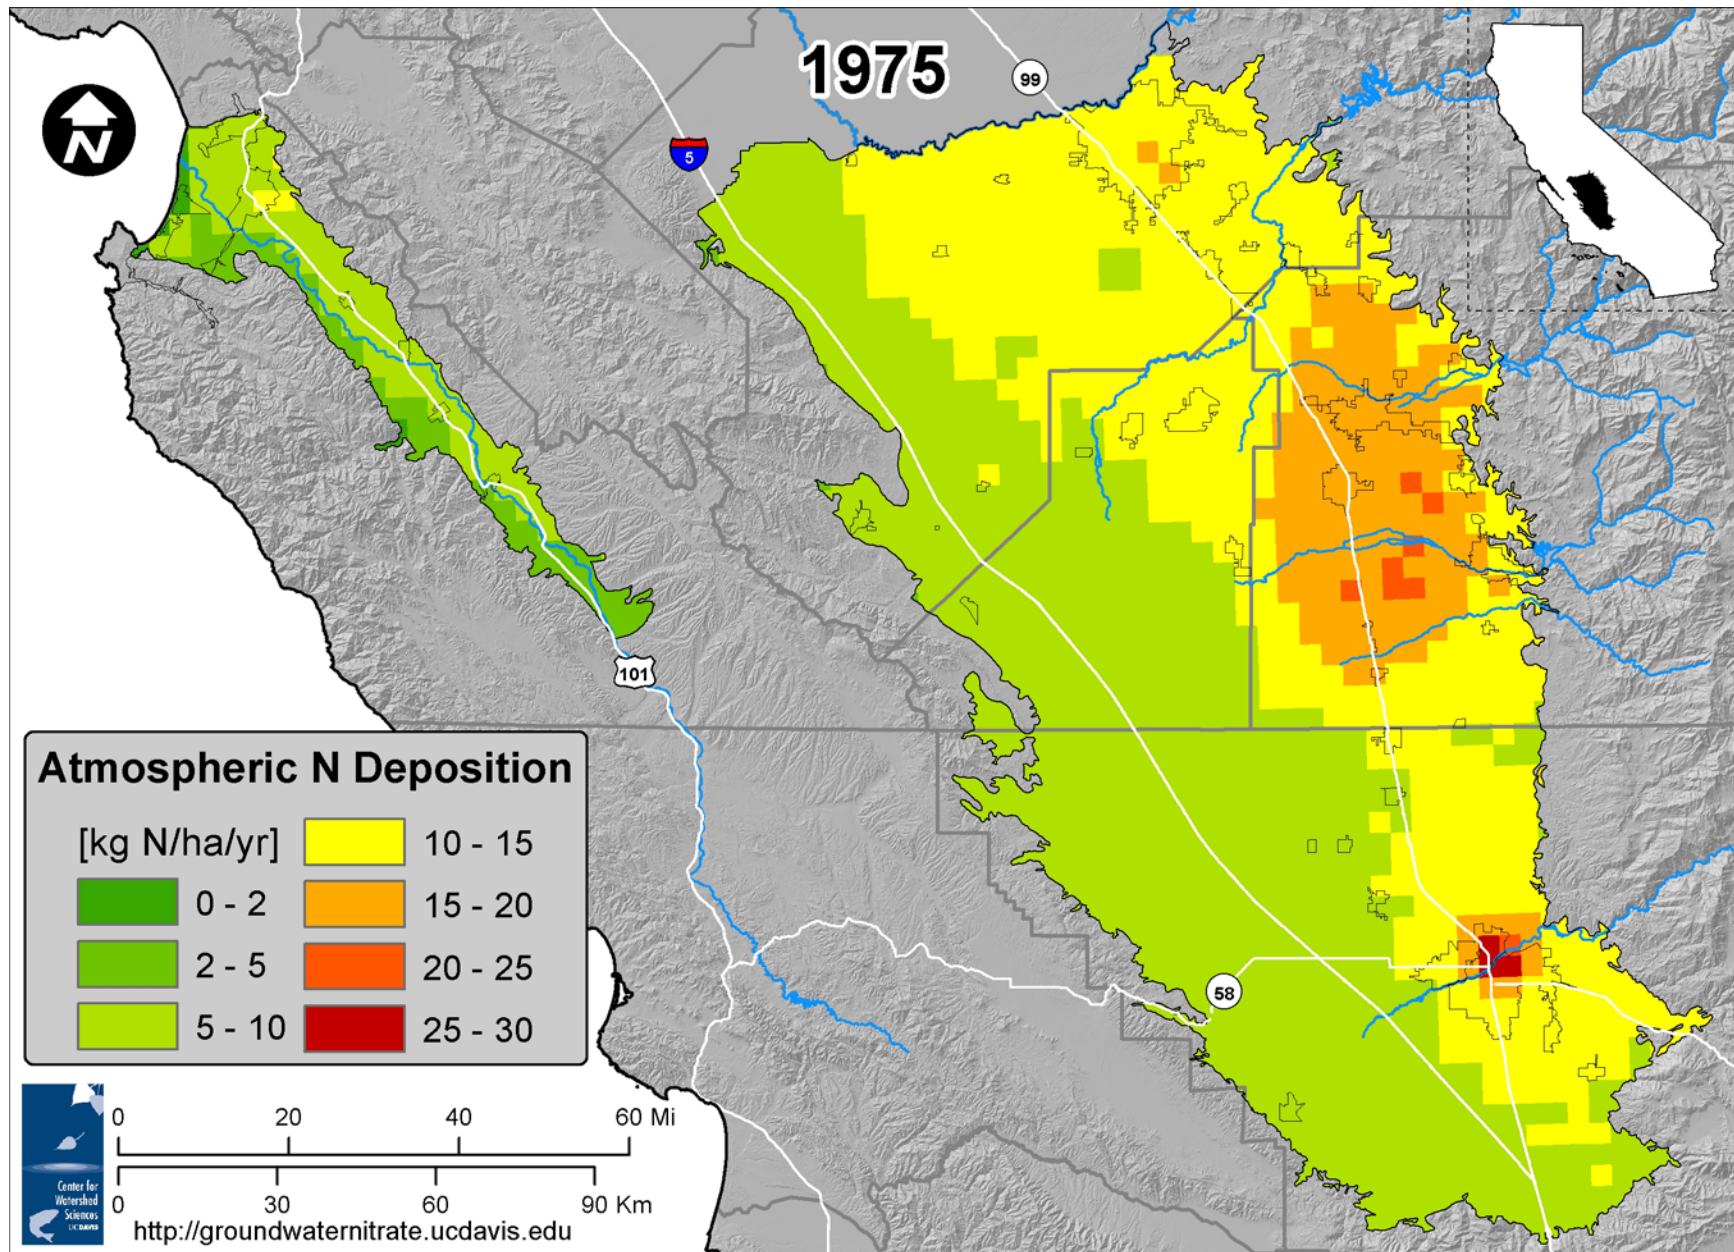 1975
99
N
5
101
Atmospheric N Deposition
[kg N/ha/yr]
0 - 2
2 - 5
5 - 10
10 - 15
15 - 20
20 - 25
25 - 30
58
0 20 40 60 Mi
0 30 60 90 Km
Center for
Watershed
Sciences
UC DAVIS
http://groundwaternitrate.ucdavis.edu